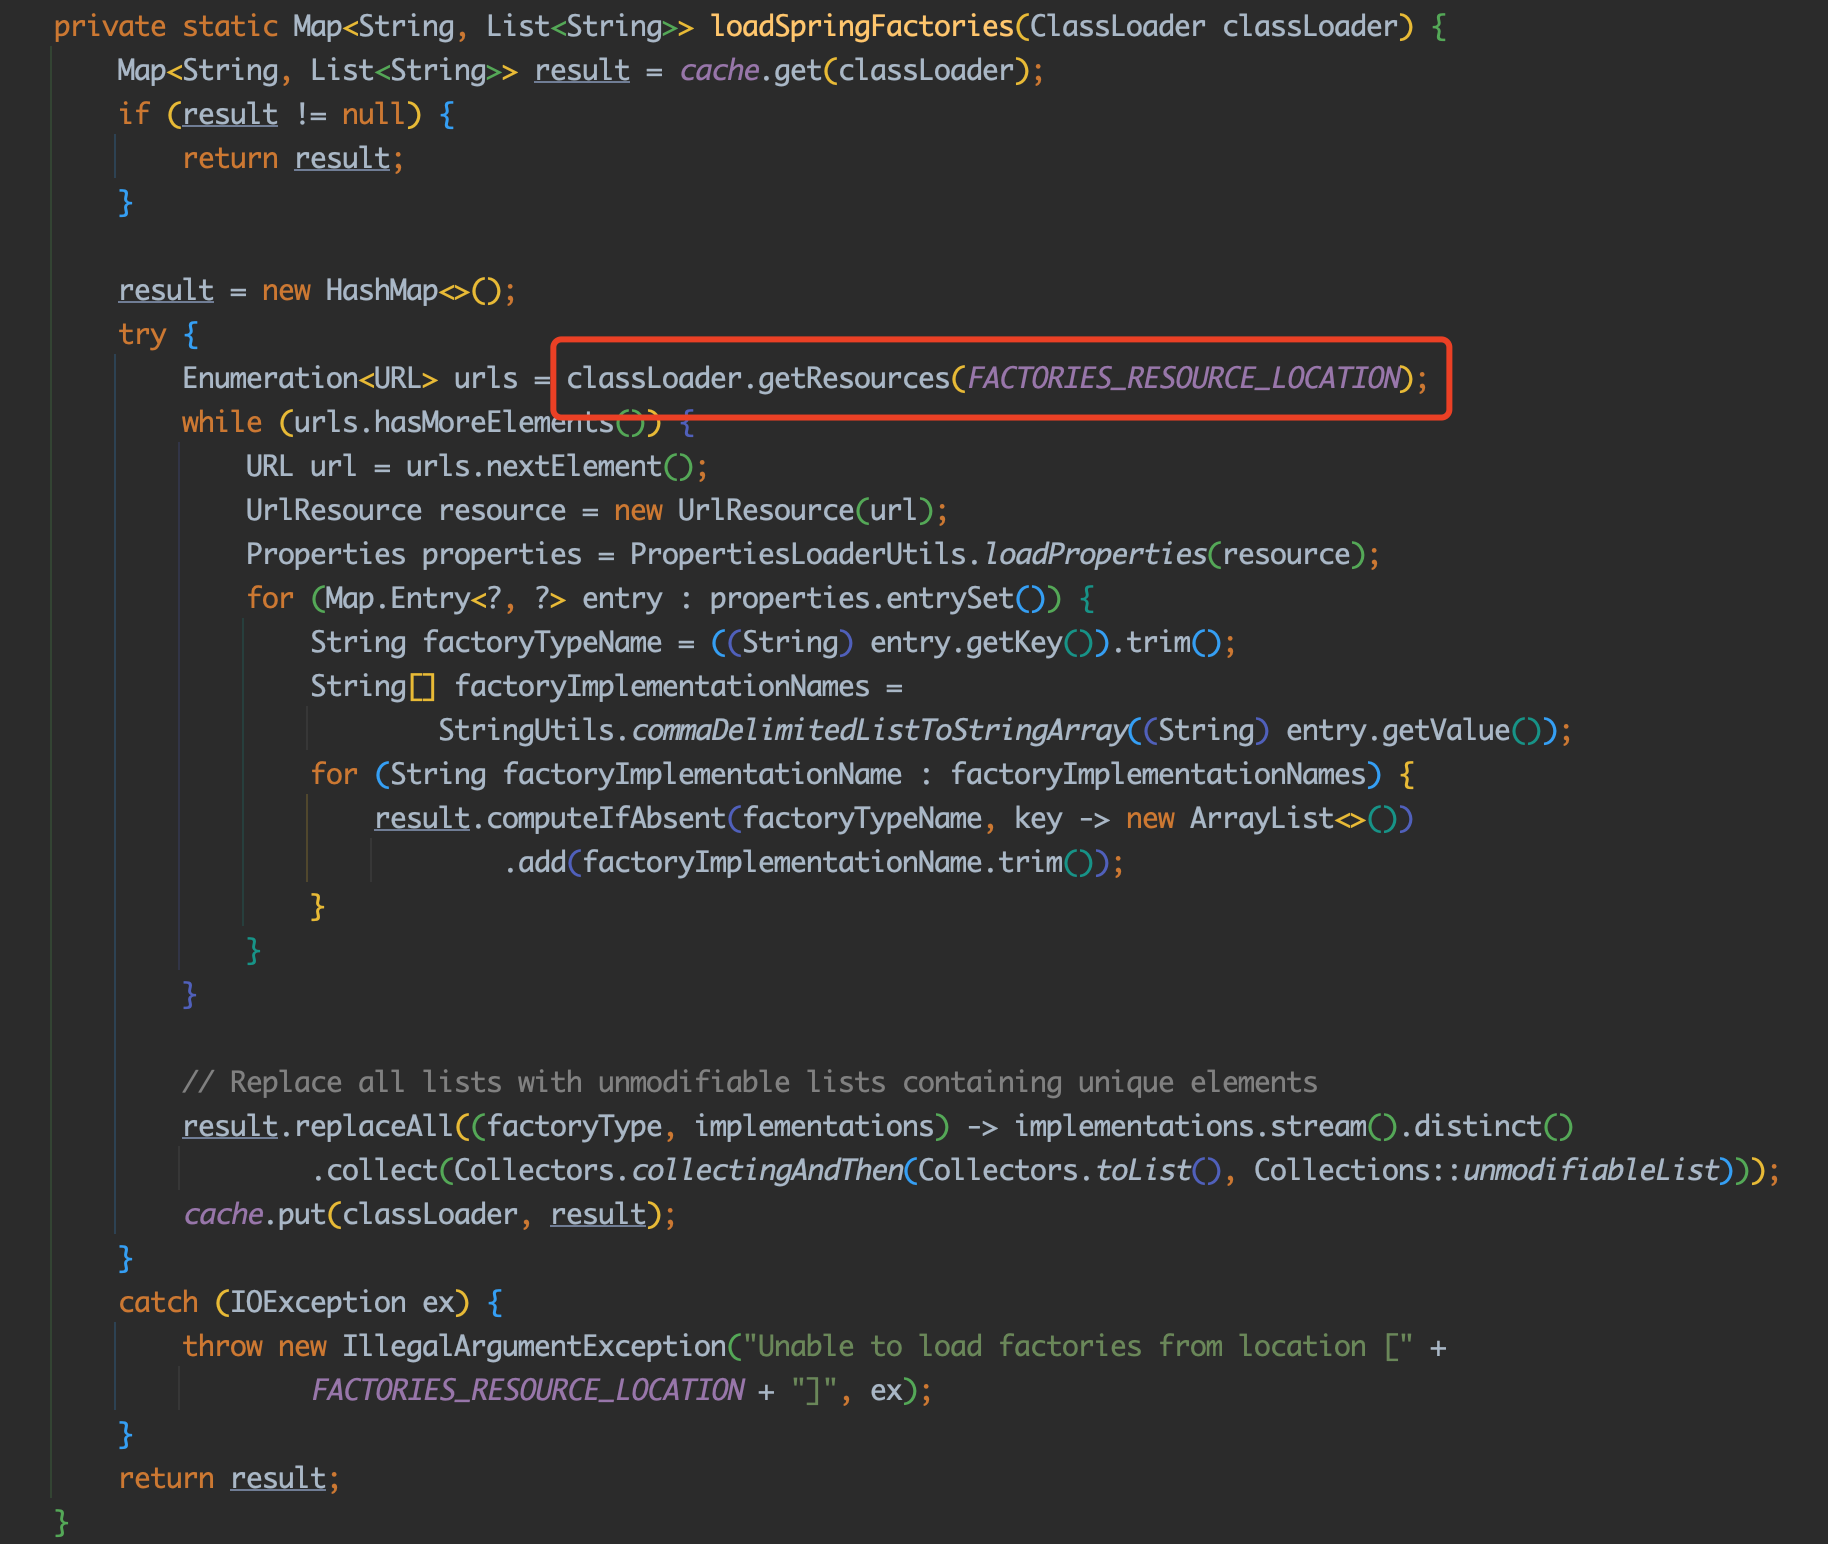 private static Map<String, List<String>> loadSpringFactories(ClassLoader classLoader) {
    Map<String, List<String>> result = cache.get(classLoader);
    if (result != null) {
        return result;
    }

    result = new HashMap<>();
    try {
        Enumeration<URL> urls = classLoader.getResources(FACTORIES_RESOURCE_LOCATION);
        while (urls.hasMoreElements()) {
            URL url = urls.nextElement();
            UrlResource resource = new UrlResource(url);
            Properties properties = PropertiesLoaderUtils.loadProperties(resource);
            for (Map.Entry<?, ?> entry : properties.entrySet()) {
                String factoryTypeName = ((String) entry.getKey()).trim();
                String[] factoryImplementationNames =
                        StringUtils.commaDelimitedListToStringArray((String) entry.getValue());
                for (String factoryImplementationName : factoryImplementationNames) {
                    result.computeIfAbsent(factoryTypeName, key -> new ArrayList<>())
                            .add(factoryImplementationName.trim());
                }
            }
        }

        // Replace all lists with unmodifiable lists containing unique elements
        result.replaceAll((factoryType, implementations) -> implementations.stream().distinct()
                .collect(Collectors.collectingAndThen(Collectors.toList(), Collections::unmodifiableList)));
        cache.put(classLoader, result);
    }
    catch (IOException ex) {
        throw new IllegalArgumentException("Unable to load factories from location [" +
                FACTORIES_RESOURCE_LOCATION + "]", ex);
    }
    return result;
}